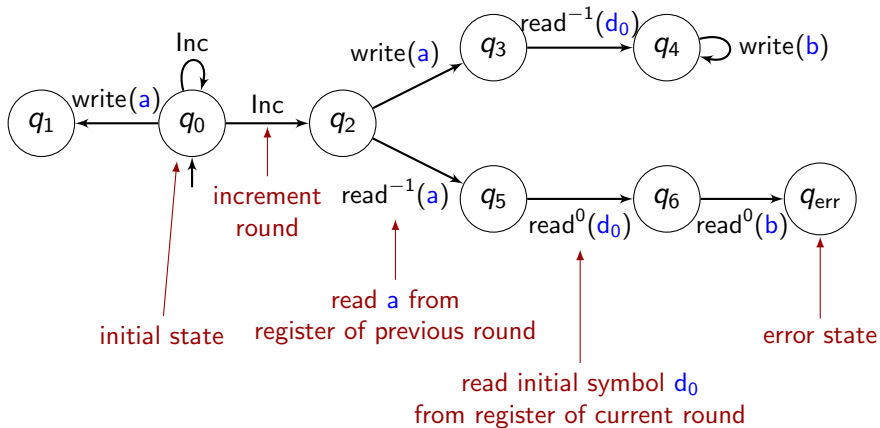 Inc
write(a)
q₁
q₀
Inc
q₂
write(a)
q₃
read⁻¹(d₀)
q₄
write(b)
read⁻¹(a)
q₅
read⁰(d₀)
q₆
read⁰(b)
q_err
increment
round
initial state
read a from
register of previous round
read initial symbol d₀
from register of current round
error state